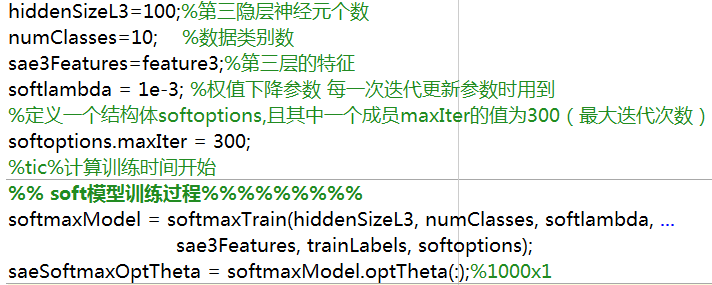 hiddenSizeL3=100;%第三隐层神经元个数
numClasses=10; %数据类别数
sae3Features=feature3;%第三层的特征
softlambda = 1e-3; %权值下降参数 每一次迭代更新参数时用到
%定义一个结构体softoptions,且其中一个成员maxIter的值为300（最大迭代次数）
softoptions.maxIter = 300;
%tic%计算训练时间开始
%% soft模型训练过程%%%%%%%%%
softmaxModel = softmaxTrain(hiddenSizeL3, numClasses, softlambda, ...
sae3Features, trainLabels, softoptions);
saeSoftmaxOptTheta = softmaxModel.optTheta(:);%1000x1